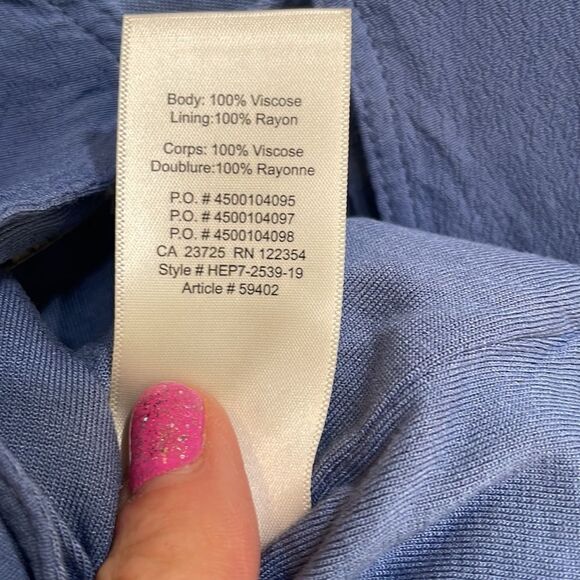 Body: 100% Viscose
Lining:100% Rayon
Corps: 100% Viscose
Doublure:100% Rayonne
P.O. # 4500104095
P.O. # 4500104097
P.O. # 4500104098
CA 23725 RN 122354
Style # HEP7-2539-19
Article # 59402